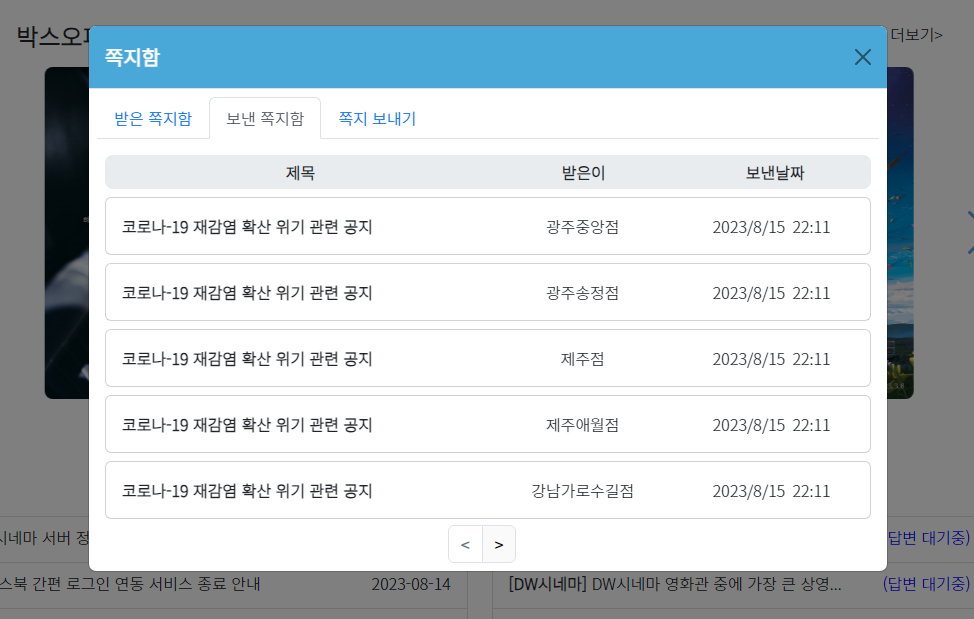 박스오피
더보기>
쪽지함
받은 쪽지함 보낸 쪽지함 쪽지 보내기
제목 받은이 보낸날짜
코로나-19 재감염 확산 위기 관련 공지 광주중앙점 2023/8/15 22:11
코로나-19 재감염 확산 위기 관련 공지 광주송정점 2023/8/15 22:11
코로나-19 재감염 확산 위기 관련 공지 제주점 2023/8/15 22:11
코로나-19 재감염 확산 위기 관련 공지 제주애월점 2023/8/15 22:11
코로나-19 재감염 확산 위기 관련 공지 강남가로수길점 2023/8/15 22:11
< >
시네마 서버 정
(답변 대기중)
스북 간편 로그인 연동 서비스 종료 안내 2023-08-14
[DW시네마] DW시네마 영화관 중에 가장 큰 상영... (답변 대기중)